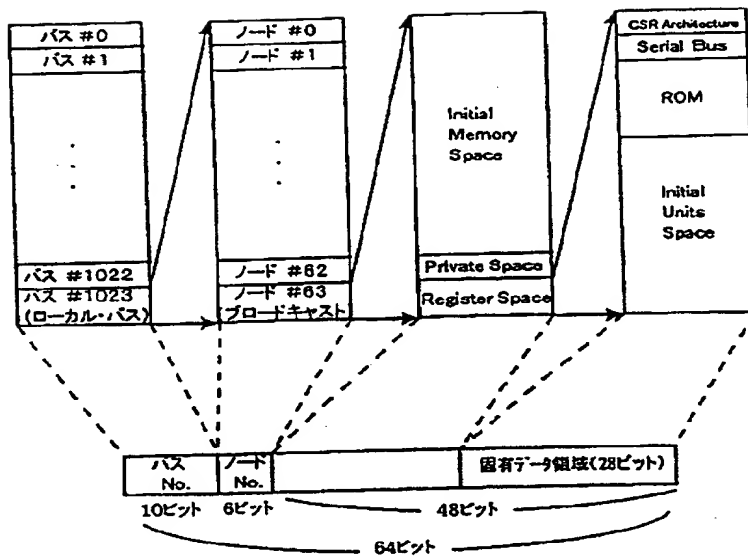 バス #0
バス #1
バス #1022
バス #1023
(ローカル・バス)
ノード #0
ノード #1
ノード #62
ノード #63
(ブロードキャスト)
Initial
Memory
Space
Private Space
Register Space
CSR Architecture
Serial Bus
ROM
Initial
Units
Space
バス
No.
ノード
No.
固有データ領域(28ビット)
10ビット
6ビット
48ビット
64ビット